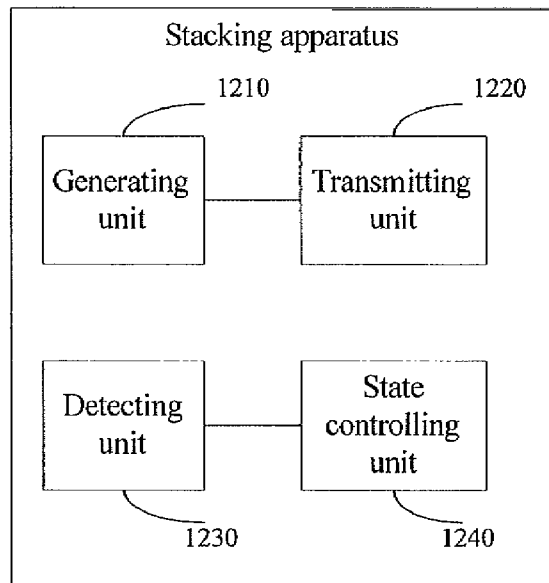 Stacking apparatus
1210
1220
Generating
unit
Transmitting
unit
Detecting
unit
State
controlling
unit
1230
1240